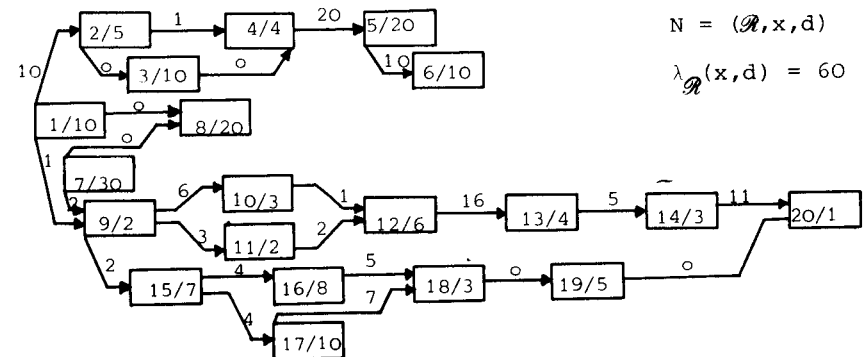 2/5 1 4/4 20 5/20 N = (ℛ,x,d)
0 3/10 0 10 6/10 λℛ(x,d) = 60
10
1/10 0 8/20
0
1 7/30
2 9/2 6 10/3 1 12/6 16 13/4 5 14/3 11 20/1
3 11/2 2
2 15/7 4 16/8 5 18/3 0 19/5 0
4 17/10 7